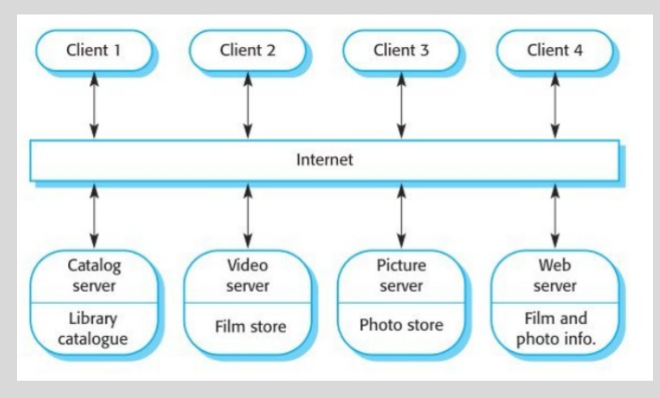 Client 1
Client 2
Client 3
Client 4
Internet
Catalog
server
Library
catalogue
Video
server
Film store
Picture
server
Photo store
Web
server
Film and
photo info.